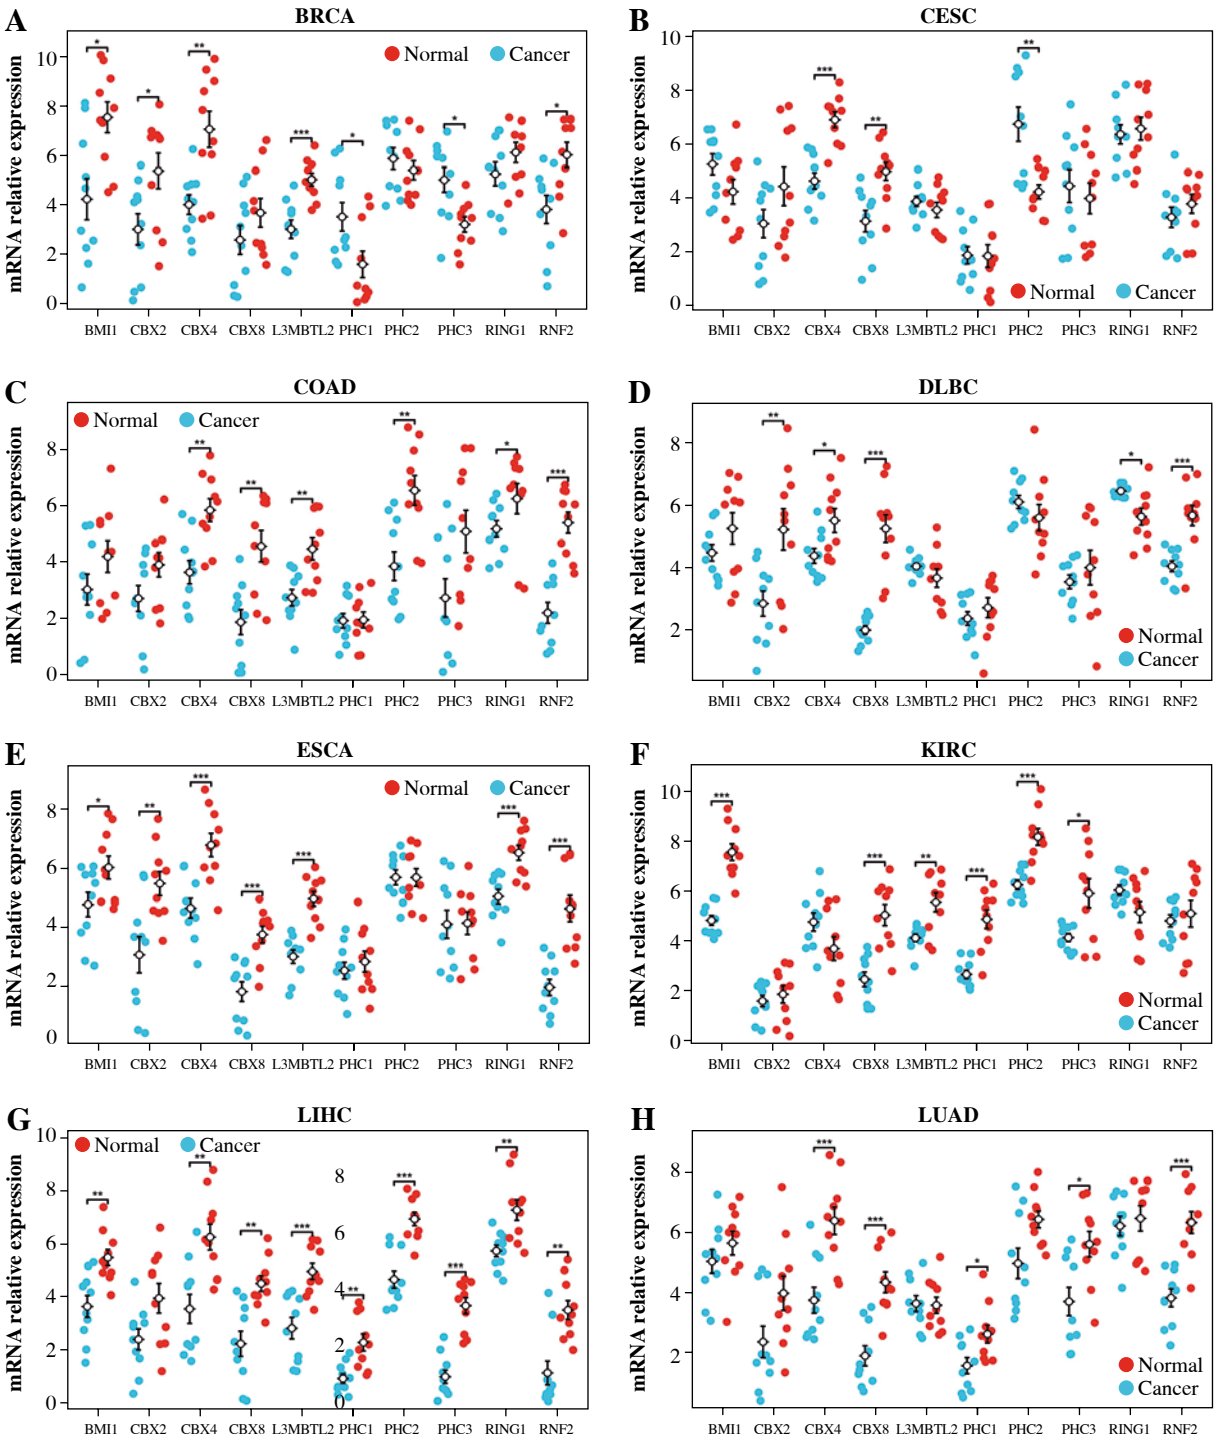 A
BRCA
mRNA relative expression
10
8
6
4
2
0
Normal
Cancer
* * ** *** * * *
BMI1 CBX2 CBX4 CBX8 L3MBTL2 PHC1 PHC2 PHC3 RING1 RNF2
B
CESC
mRNA relative expression
10
8
6
4
2
0
*** ** **
Normal
Cancer
BMI1 CBX2 CBX4 CBX8 L3MBTL2 PHC1 PHC2 PHC3 RING1 RNF2
C
COAD
mRNA relative expression
8
6
4
2
0
Normal
Cancer
** ** ** ** * ***
BMI1 CBX2 CBX4 CBX8 L3MBTL2 PHC1 PHC2 PHC3 RING1 RNF2
D
DLBC
mRNA relative expression
8
6
4
2
** * *** * ***
Normal
Cancer
BMI1 CBX2 CBX4 CBX8 L3MBTL2 PHC1 PHC2 PHC3 RING1 RNF2
E
ESCA
mRNA relative expression
8
6
4
2
0
Normal
Cancer
* ** *** *** *** *** ***
BMI1 CBX2 CBX4 CBX8 L3MBTL2 PHC1 PHC2 PHC3 RING1 RNF2
F
KIRC
mRNA relative expression
10
8
6
4
2
0
*** *** ** *** *** *
Normal
Cancer
BMI1 CBX2 CBX4 CBX8 L3MBTL2 PHC1 PHC2 PHC3 RING1 RNF2
G
LIHC
mRNA relative expression
10
8
6
4
2
0
Normal
Cancer
8
6
4
2
0
** ** ** *** ** *** *** ** **
BMI1 CBX2 CBX4 CBX8 L3MBTL2 PHC1 PHC2 PHC3 RING1 RNF2
H
LUAD
mRNA relative expression
8
6
4
2
*** *** * * ***
Normal
Cancer
BMI1 CBX2 CBX4 CBX8 L3MBTL2 PHC1 PHC2 PHC3 RING1 RNF2